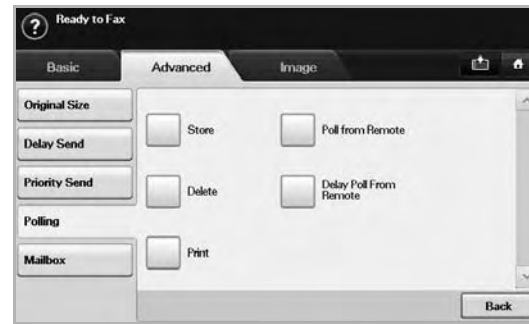 ? Ready to Fax
Basic Advanced Image
Original Size
Delay Send
Priority Send
Polling
Mailbox
Store Poll from Remote
Delete Delay Poll From
Remote
Print
Back